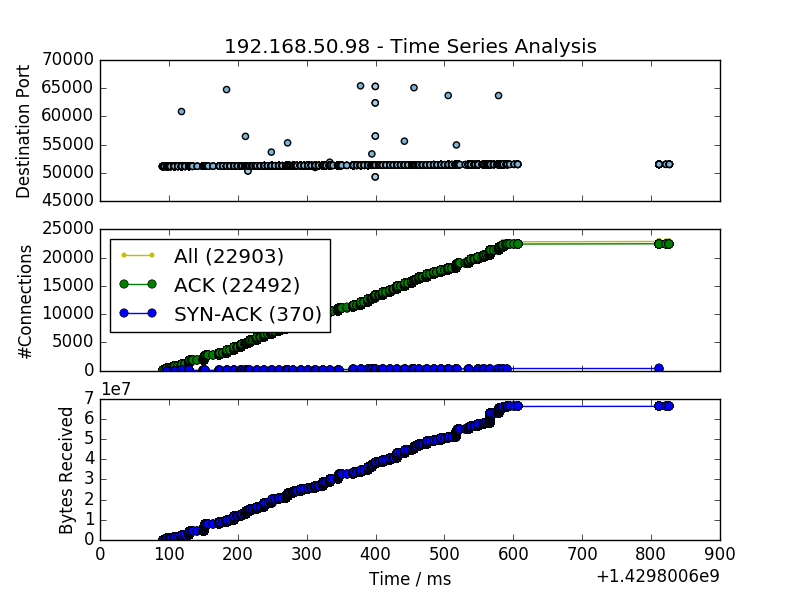 192.168.50.98 - Time Series Analysis
70000
65000
60000
55000
50000
45000
Destination Port
25000
20000
15000
10000
5000
0
#Connections
All (22903)
ACK (22492)
SYN-ACK (370)
1e7
7
6
5
4
3
2
1
0
Bytes Received
0 100 200 300 400 500 600 700 800 900
Time / ms
+1.4298006e9